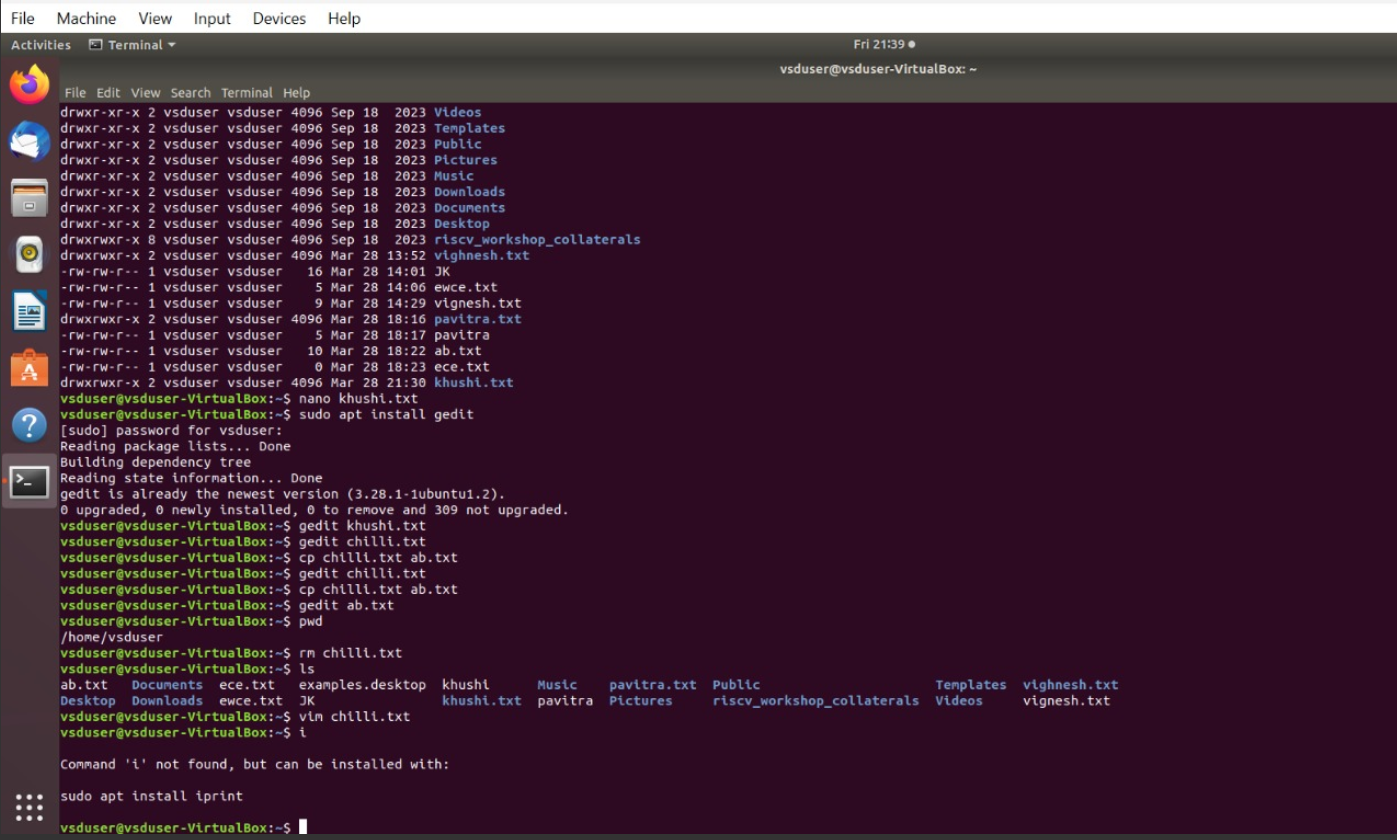 File Machine View Input Devices Help
Activities Terminal Fri 21:39
vsduser@vsduser-VirtualBox: ~
File Edit View Search Terminal Help
drwxr-xr-x 2 vsduser vsduser 4096 Sep 18  2023 Videos
drwxr-xr-x 2 vsduser vsduser 4096 Sep 18  2023 Templates
drwxr-xr-x 2 vsduser vsduser 4096 Sep 18  2023 Public
drwxr-xr-x 2 vsduser vsduser 4096 Sep 18  2023 Pictures
drwxr-xr-x 2 vsduser vsduser 4096 Sep 18  2023 Music
drwxr-xr-x 2 vsduser vsduser 4096 Sep 18  2023 Downloads
drwxr-xr-x 2 vsduser vsduser 4096 Sep 18  2023 Documents
drwxr-xr-x 2 vsduser vsduser 4096 Sep 18  2023 Desktop
drwxrwxr-x 8 vsduser vsduser 4096 Sep 18  2023 riscv_workshop_collaterals
drwxrwxr-x 2 vsduser vsduser 4096 Mar 28 13:52 vighnesh.txt
-rw-rw-r-- 1 vsduser vsduser   16 Mar 28 14:01 JK
-rw-rw-r-- 1 vsduser vsduser    5 Mar 28 14:06 ewce.txt
-rw-rw-r-- 1 vsduser vsduser    9 Mar 28 14:29 vignesh.txt
drwxrwxr-x 2 vsduser vsduser 4096 Mar 28 18:16 pavitra.txt
-rw-rw-r-- 1 vsduser vsduser    5 Mar 28 18:17 pavitra
-rw-rw-r-- 1 vsduser vsduser   10 Mar 28 18:22 ab.txt
-rw-rw-r-- 1 vsduser vsduser    0 Mar 28 18:23 ece.txt
drwxrwxr-x 2 vsduser vsduser 4096 Mar 28 21:30 khushi.txt
vsduser@vsduser-VirtualBox:~$ nano khushi.txt
vsduser@vsduser-VirtualBox:~$ sudo apt install gedit
[sudo] password for vsduser:
Reading package lists... Done
Building dependency tree
Reading state information... Done
gedit is already the newest version (3.28.1-1ubuntu1.2).
0 upgraded, 0 newly installed, 0 to remove and 309 not upgraded.
vsduser@vsduser-VirtualBox:~$ gedit khushi.txt
vsduser@vsduser-VirtualBox:~$ gedit chilli.txt
vsduser@vsduser-VirtualBox:~$ cp chilli.txt ab.txt
vsduser@vsduser-VirtualBox:~$ gedit chilli.txt
vsduser@vsduser-VirtualBox:~$ cp chilli.txt ab.txt
vsduser@vsduser-VirtualBox:~$ gedit ab.txt
vsduser@vsduser-VirtualBox:~$ pwd
/home/vsduser
vsduser@vsduser-VirtualBox:~$ rm chilli.txt
vsduser@vsduser-VirtualBox:~$ ls
ab.txt   Documents  ece.txt   examples.desktop  khushi      Music    pavitra.txt  Public                      Templates  vighnesh.txt
Desktop  Downloads  ewce.txt  JK                khushi.txt  pavitra  Pictures     riscv_workshop_collaterals  Videos     vignesh.txt
vsduser@vsduser-VirtualBox:~$ vim chilli.txt
vsduser@vsduser-VirtualBox:~$ i
Command 'i' not found, but can be installed with:
sudo apt install iprint
vsduser@vsduser-VirtualBox:~$